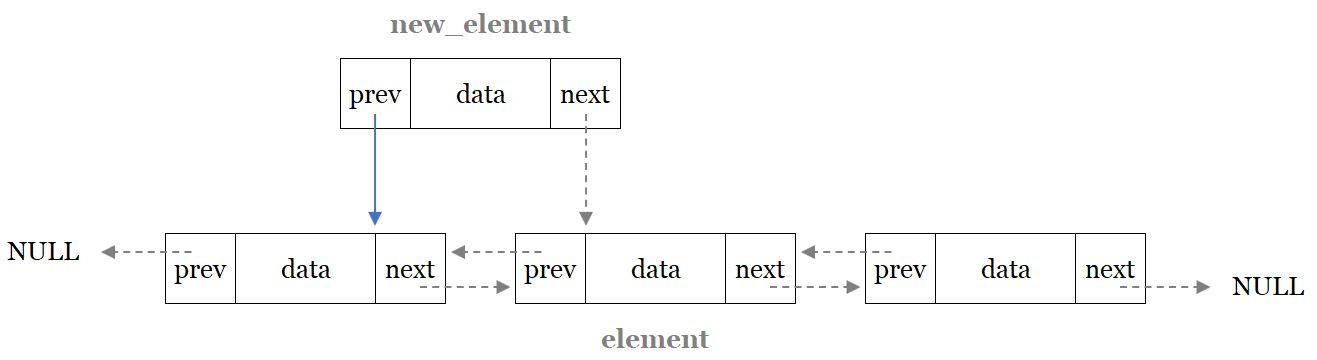 new_element
prev data next
NULL prev data next prev data next prev data next NULL
element